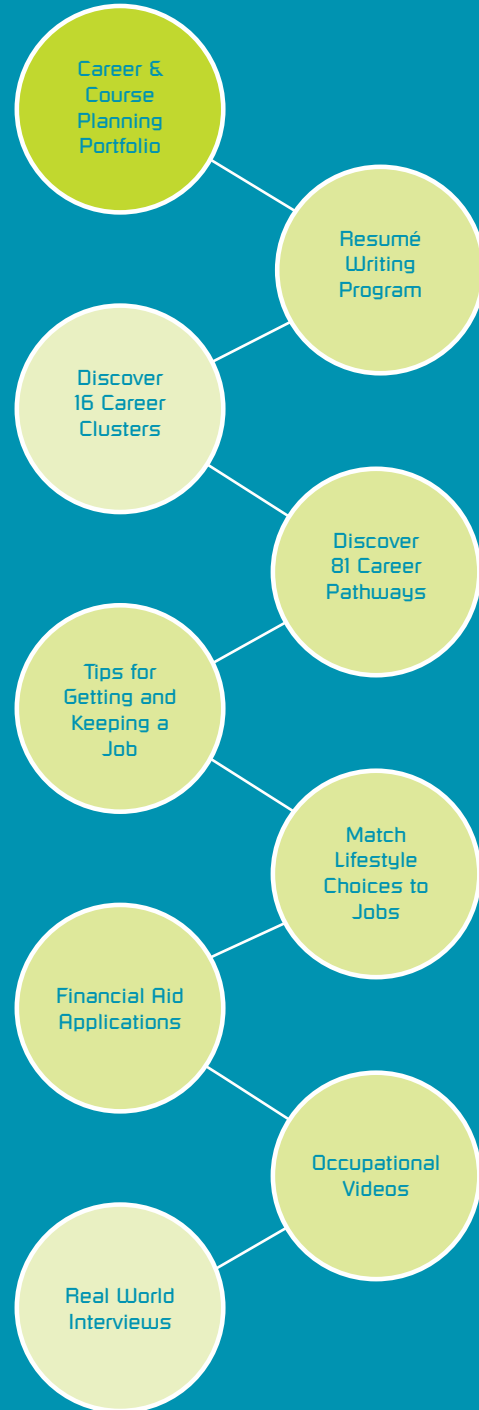 Career &
Course
Planning
Portfolio
Resumé
Writing
Program
Discover
16 Career
Clusters
Discover
81 Career
Pathways
Tips for
Getting and
Keeping a
Job
Match
Lifestyle
Choices to
Jobs
Financial Aid
Applications
Occupational
Videos
Real World
Interviews